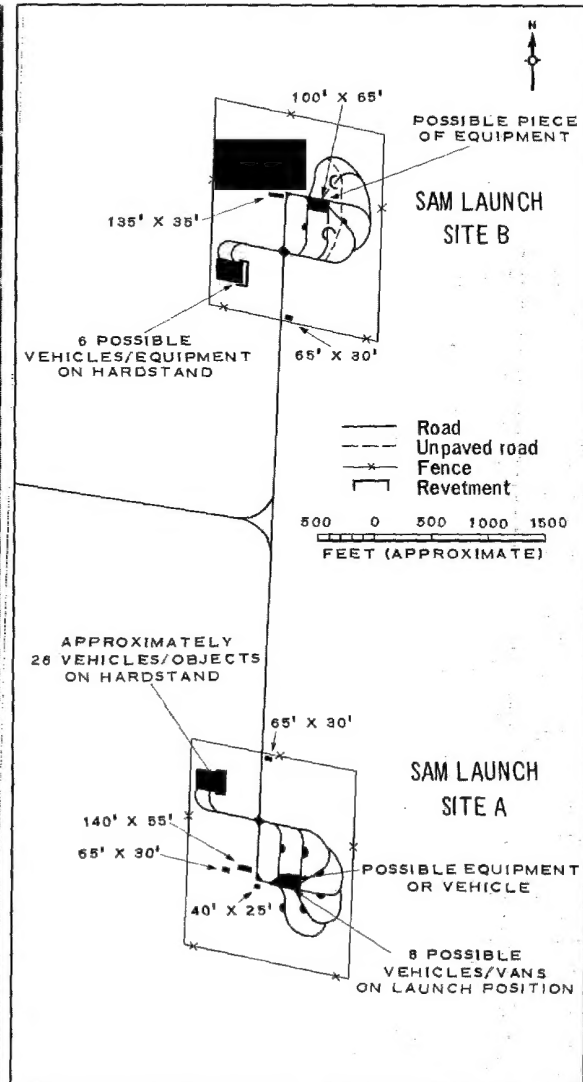 N
100' X 65'
POSSIBLE PIECE
OF EQUIPMENT
SAM LAUNCH
SITE B
135' X 35'
6 POSSIBLE
VEHICLES/EQUIPMENT
ON HARDSTAND
65' X 30'
Road
Unpaved road
Fence
Revetment
500 0 500 1000 1500
FEET (APPROXIMATE)
APPROXIMATELY
26 VEHICLES/OBJECTS
ON HARDSTAND
65' X 30'
SAM LAUNCH
SITE A
140' X 55'
65' X 30'
40' X 25'
POSSIBLE EQUIPMENT
OR VEHICLE
8 POSSIBLE
VEHICLES/VANS
ON LAUNCH POSITION